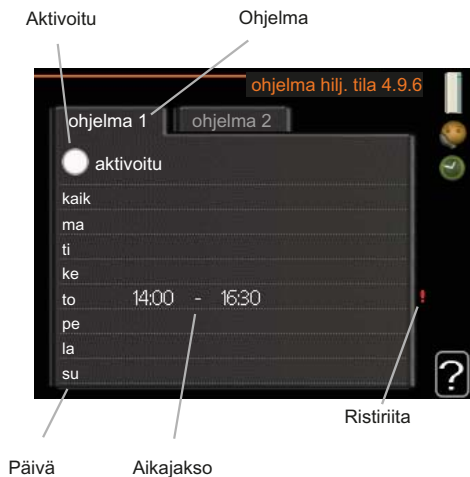 Aktivoitu
Ohjelma
ohjelma hilj. tila 4.9.6
ohjelma 1
ohjelma 2
aktivoitu
kaik
ma
ti
ke
to 14:00 - 16:30 !
pe
la
su
?
Ristiriita
Päivä
Aikajakso